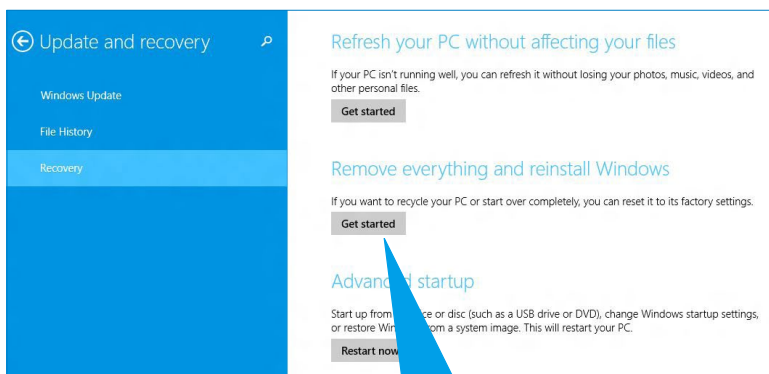 Update and recovery
Windows Update
File History
Recovery
Refresh your PC without affecting your files
If your PC isn't running well, you can refresh it without losing your photos, music, videos, and
other personal files.
Get started
Remove everything and reinstall Windows
If you want to recycle your PC or start over completely, you can reset it to its factory settings.
Get started
Advanced startup
Start up from or disc (such as a USB drive or DVD), change Windows startup settings,
or restore from a system image. This will restart your PC.
Restart now